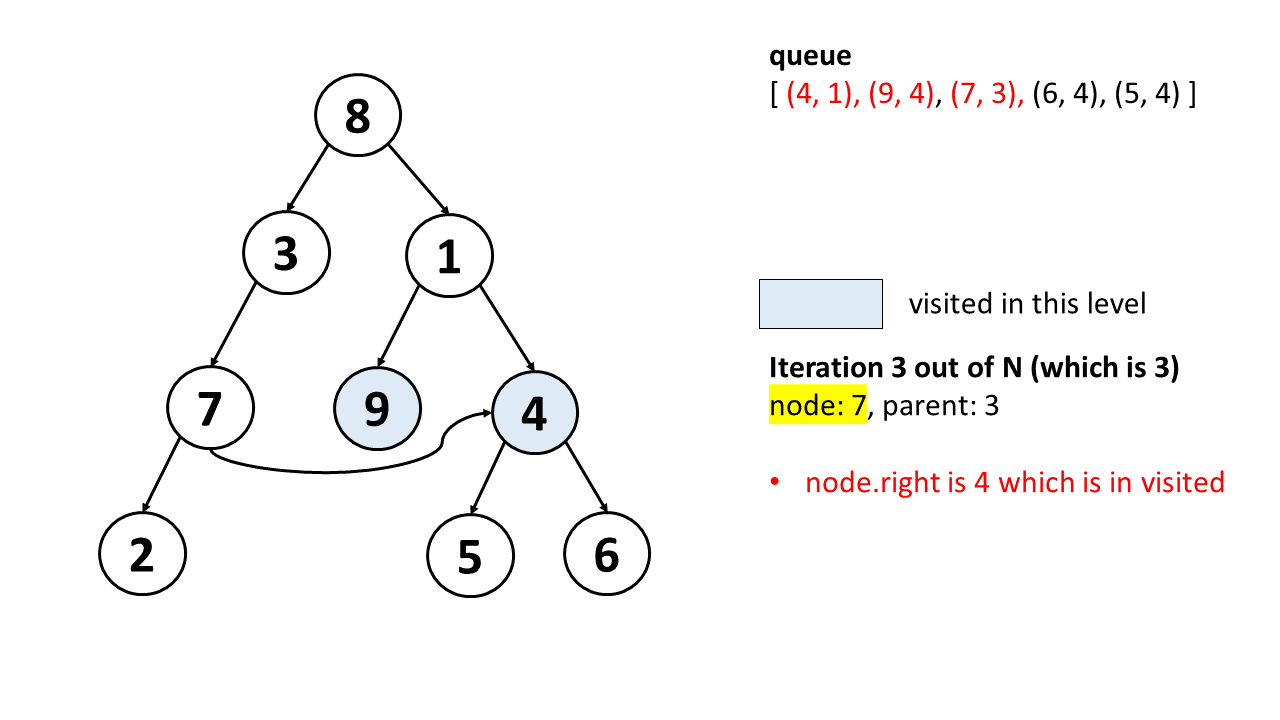 queue
[ (4, 1), (9, 4), (7, 3), (6, 4), (5, 4) ]
8
3
1
visited in this level
Iteration 3 out of N (which is 3)
node: 7, parent: 3
7
9
4
• node.right is 4 which is in visited
2
5
6